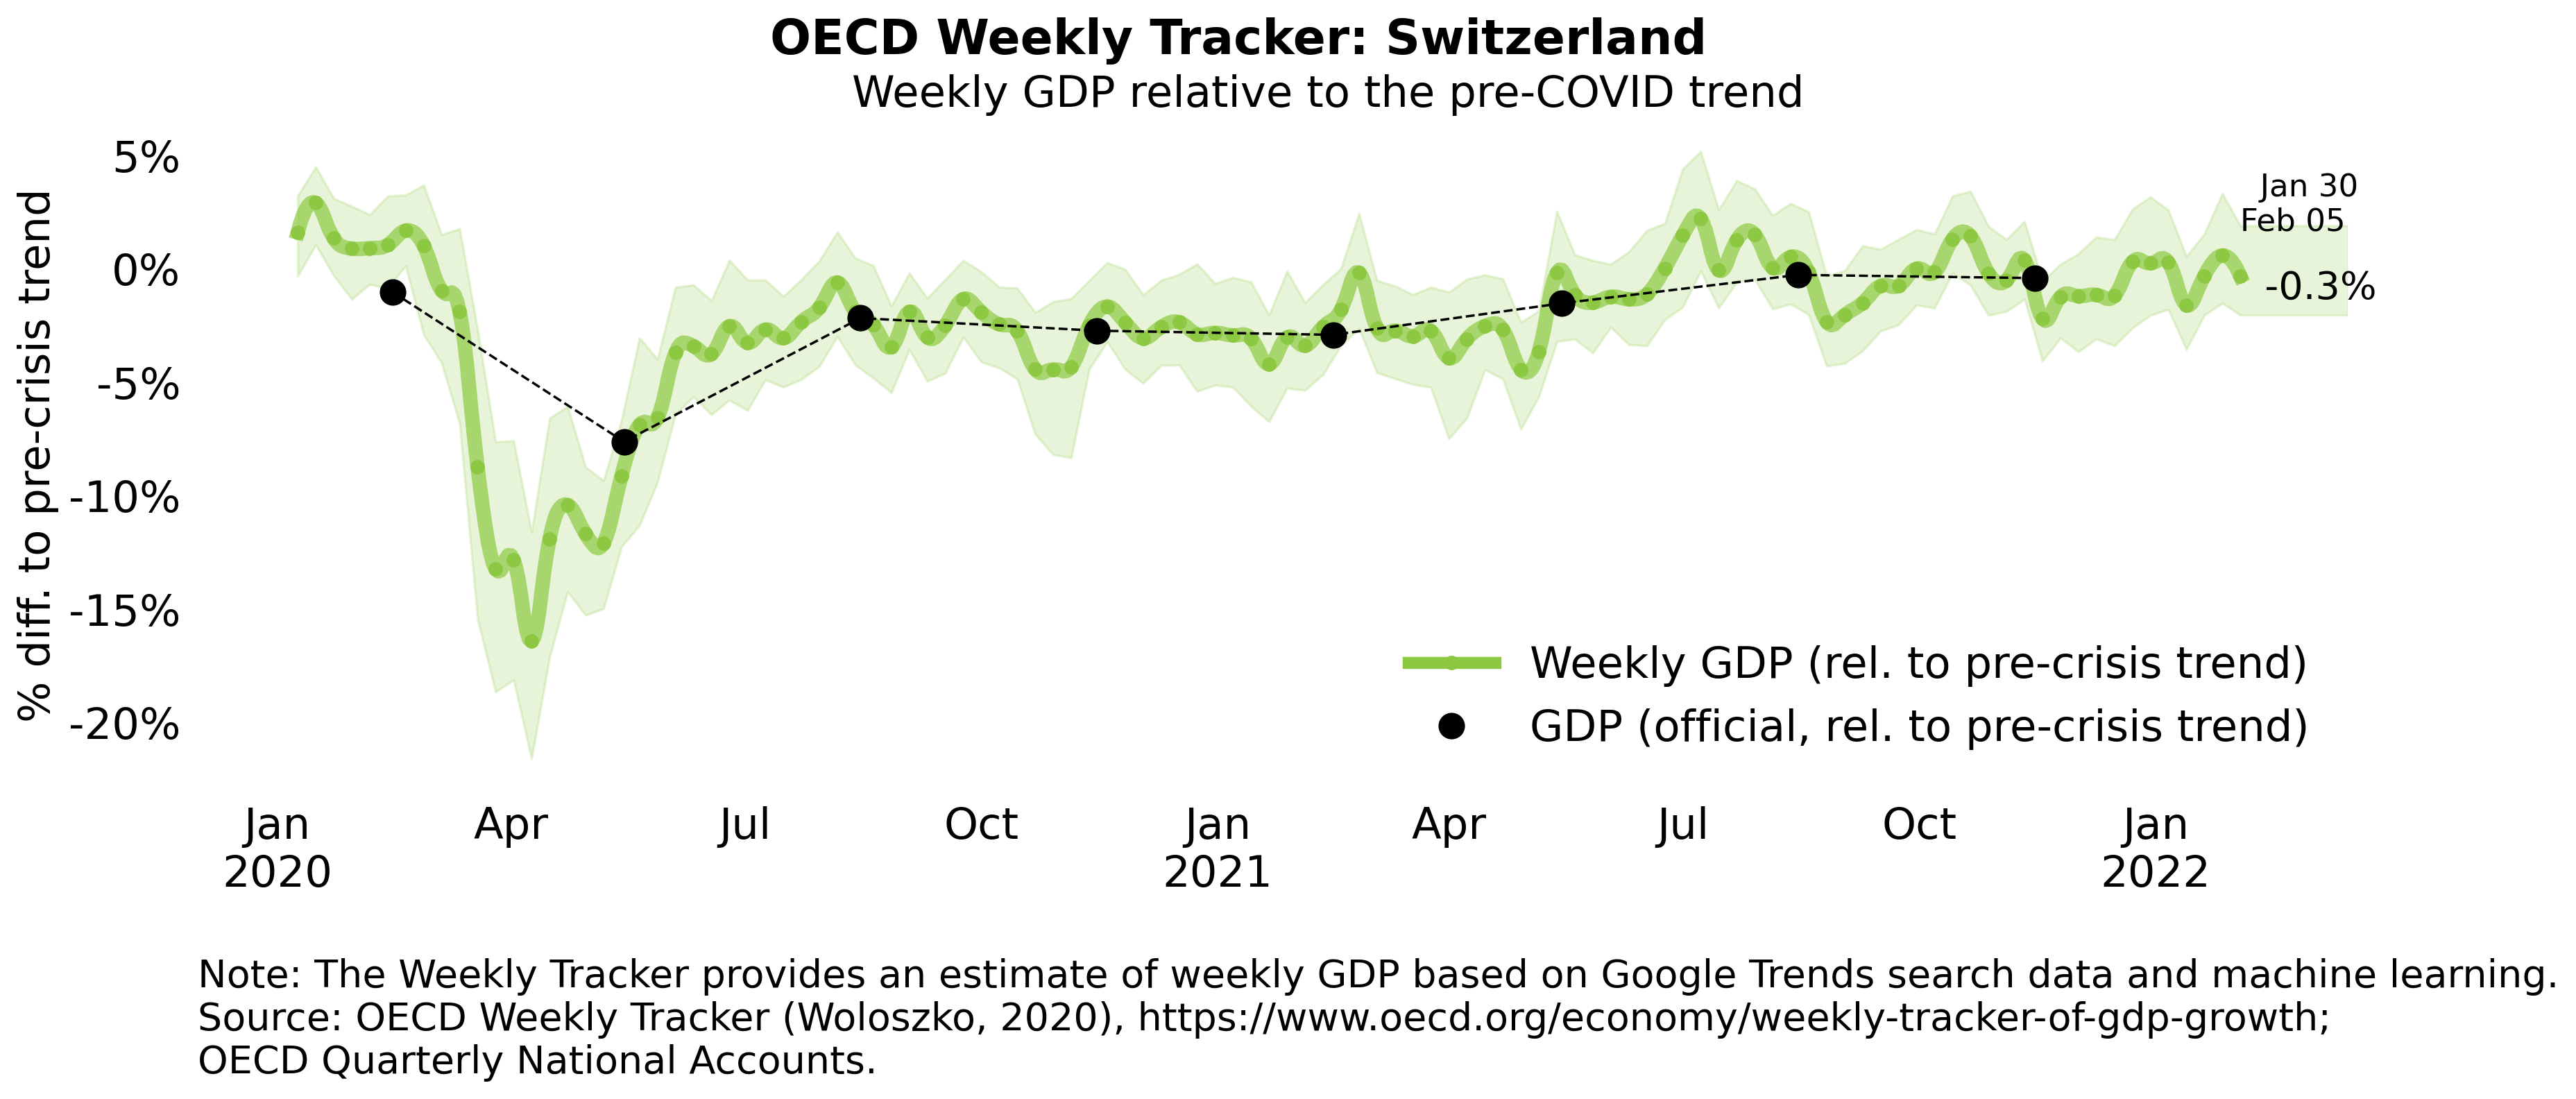 OECD Weekly Tracker: Switzerland
Weekly GDP relative to the pre-COVID trend
% diff. to pre-crisis trend
5%
0%
-5%
-10%
-15%
-20%
Jan 30
Feb 05
-0.3%
Weekly GDP (rel. to pre-crisis trend)
GDP (official, rel. to pre-crisis trend)
Jan Apr Jul Oct Jan Apr Jul Oct Jan
2020 2021 2022
Note: The Weekly Tracker provides an estimate of weekly GDP based on Google Trends search data and machine learning.
Source: OECD Weekly Tracker (Woloszko, 2020), https://www.oecd.org/economy/weekly-tracker-of-gdp-growth;
OECD Quarterly National Accounts.